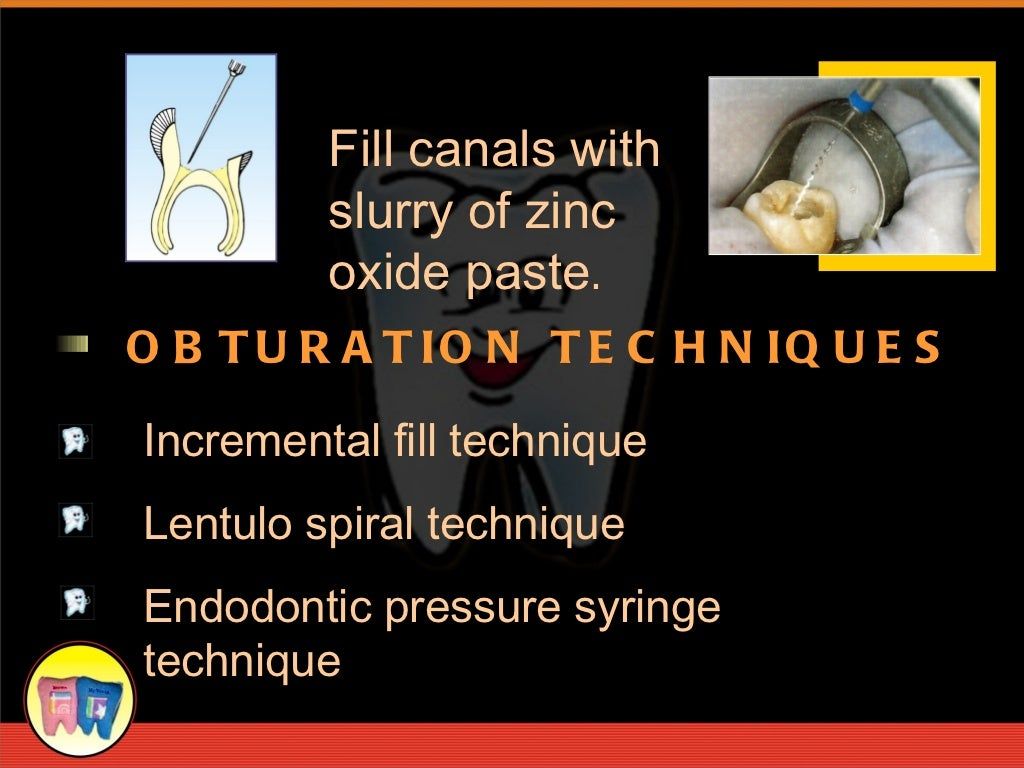 Fill canals with
slurry of zinc
oxide paste.
OBTURATION TECHNIQUES
Incremental fill technique
Lentulo spiral technique
Endodontic pressure syringe
technique